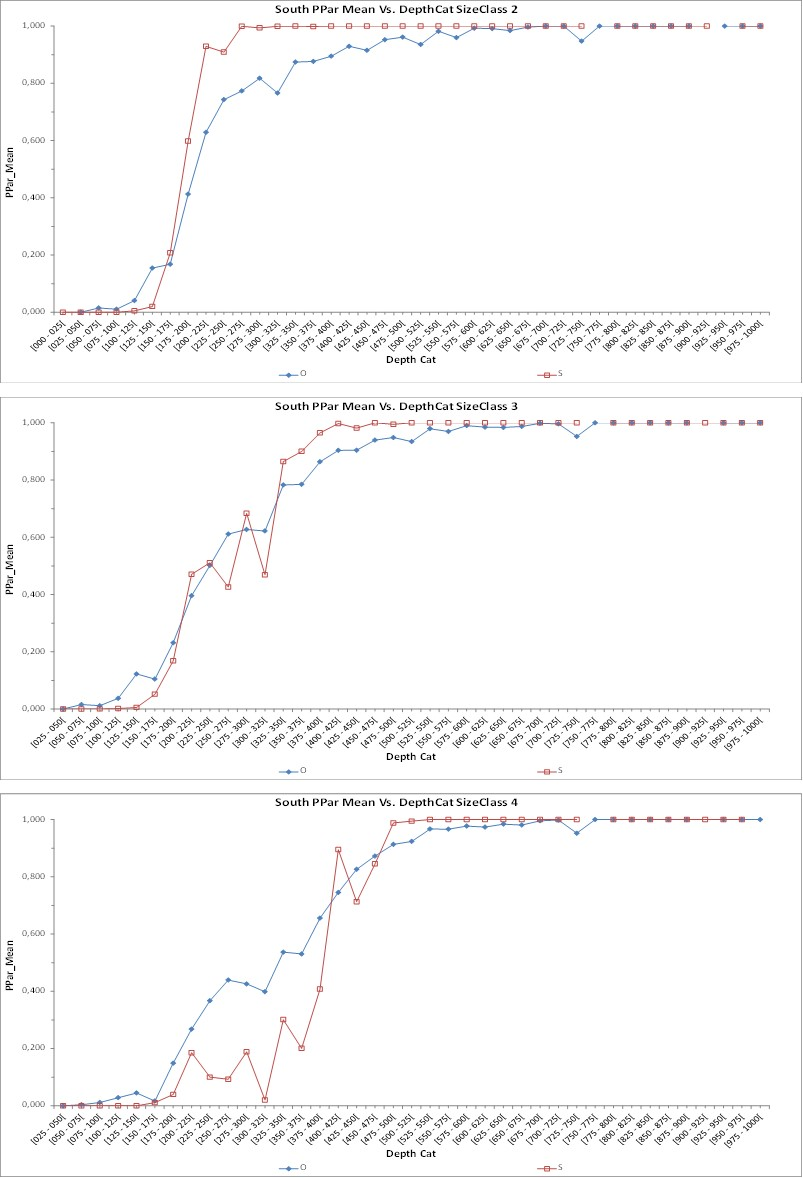 South PPar Mean Vs. DepthCat SizeClass 2
1,000
0,800
0,600
0,400
0,200
0,000
PPar_Mean
[000 - 025[ [025 - 050[ [050 - 075[ [075 - 100[ [100 - 125[ [125 - 150[ [150 - 175[ [175 - 200[ [200 - 225[ [225 - 250[ [250 - 275[ [275 - 300[ [300 - 325[ [325 - 350[ [350 - 375[ [375 - 400[ [400 - 425[ [425 - 450[ [450 - 475[ [475 - 500[ [500 - 525[ [525 - 550[ [550 - 575[ [575 - 600[ [600 - 625[ [625 - 650[ [650 - 675[ [675 - 700[ [700 - 725[ [725 - 750[ [750 - 775[ [775 - 800[ [800 - 825[ [825 - 850[ [850 - 875[ [875 - 900[ [900 - 925[ [925 - 950[ [950 - 975[ [975 - 1000[
Depth Cat
O S
South PPar Mean Vs. DepthCat SizeClass 3
1,000
0,800
0,600
0,400
0,200
0,000
PPar_Mean
[025 - 050[ [050 - 075[ [075 - 100[ [100 - 125[ [125 - 150[ [150 - 175[ [175 - 200[ [200 - 225[ [225 - 250[ [250 - 275[ [275 - 300[ [300 - 325[ [325 - 350[ [350 - 375[ [375 - 400[ [400 - 425[ [425 - 450[ [450 - 475[ [475 - 500[ [500 - 525[ [525 - 550[ [550 - 575[ [575 - 600[ [600 - 625[ [625 - 650[ [650 - 675[ [675 - 700[ [700 - 725[ [725 - 750[ [750 - 775[ [775 - 800[ [800 - 825[ [825 - 850[ [850 - 875[ [875 - 900[ [900 - 925[ [925 - 950[ [950 - 975[ [975 - 1000[
Depth Cat
O S
South PPar Mean Vs. DepthCat SizeClass 4
1,000
0,800
0,600
0,400
0,200
0,000
PPar_Mean
[025 - 050[ [050 - 075[ [075 - 100[ [100 - 125[ [125 - 150[ [150 - 175[ [175 - 200[ [200 - 225[ [225 - 250[ [250 - 275[ [275 - 300[ [300 - 325[ [325 - 350[ [350 - 375[ [375 - 400[ [400 - 425[ [425 - 450[ [450 - 475[ [475 - 500[ [500 - 525[ [525 - 550[ [550 - 575[ [575 - 600[ [600 - 625[ [625 - 650[ [650 - 675[ [675 - 700[ [700 - 725[ [725 - 750[ [750 - 775[ [775 - 800[ [800 - 825[ [825 - 850[ [850 - 875[ [875 - 900[ [900 - 925[ [925 - 950[ [950 - 975[ [975 - 1000[
Depth Cat
O S